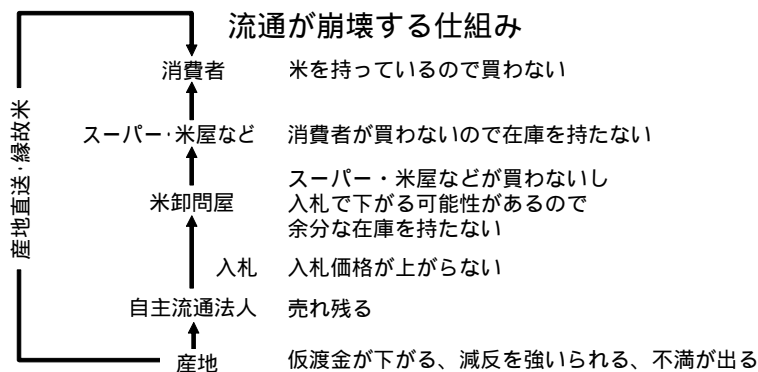 流通が崩壊する仕組み
消費者 米を持っているので買わない
産地直送・縁故米
スーパー・米屋など 消費者が買わないので在庫を持たない
米卸問屋 スーパー・米屋などが買わないし
入札で下がる可能性があるので
余分な在庫を持たない
入札 入札価格が上がらない
自主流通法人 売れ残る
産地 仮渡金が下がる、減反を強いられる、不満が出る